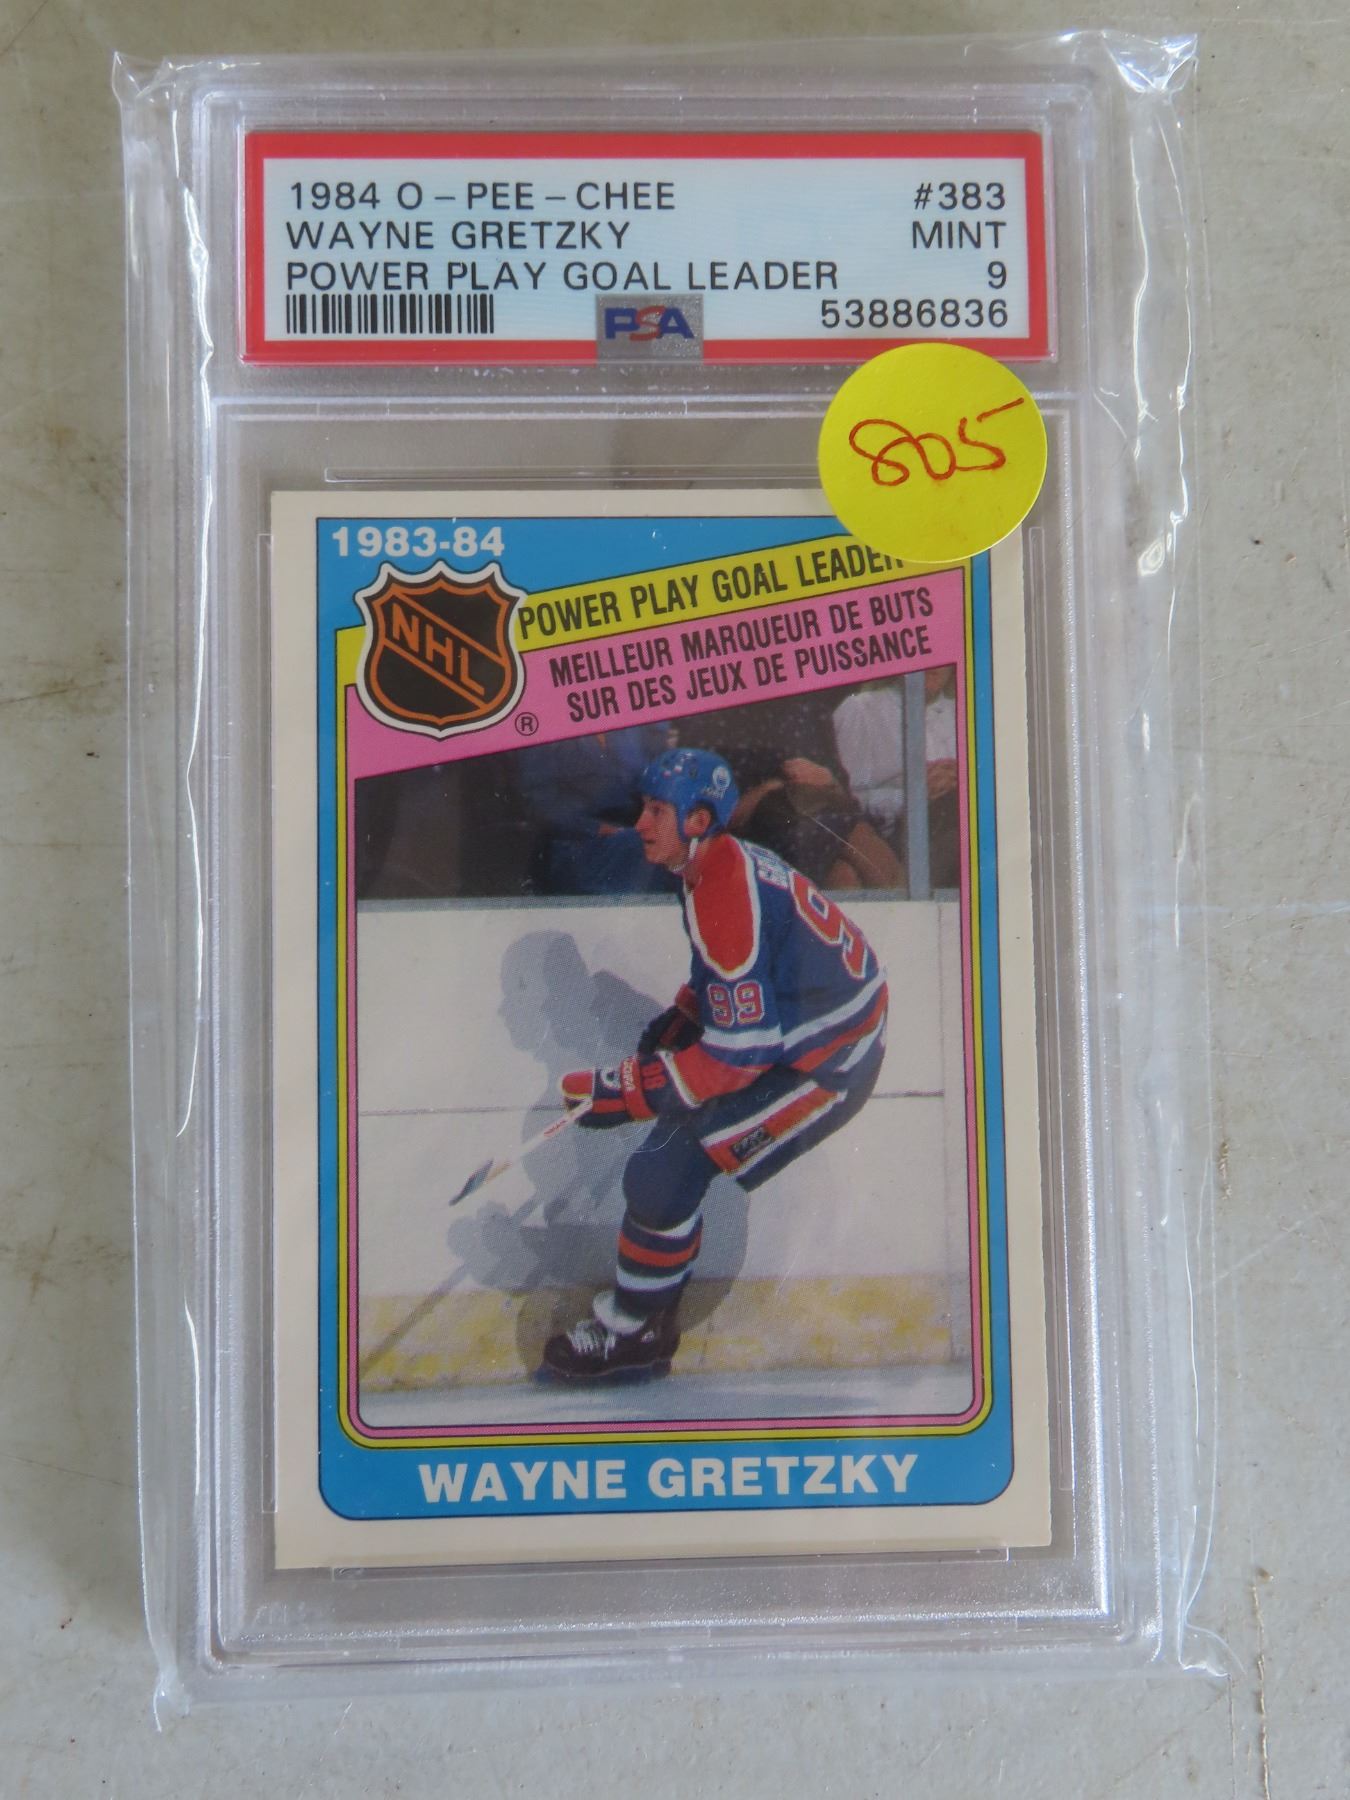 1984 O-PEE-CHEE #383
WAYNE GRETZKY MINT
POWER PLAY GOAL LEADER 9
PSA 53886836
805
1983-84
NHL
®
POWER PLAY GOAL LEADER
MEILLEUR MARQUEUR DE BUTS
SUR DES JEUX DE PUISSANCE
99
99
WAYNE GRETZKY